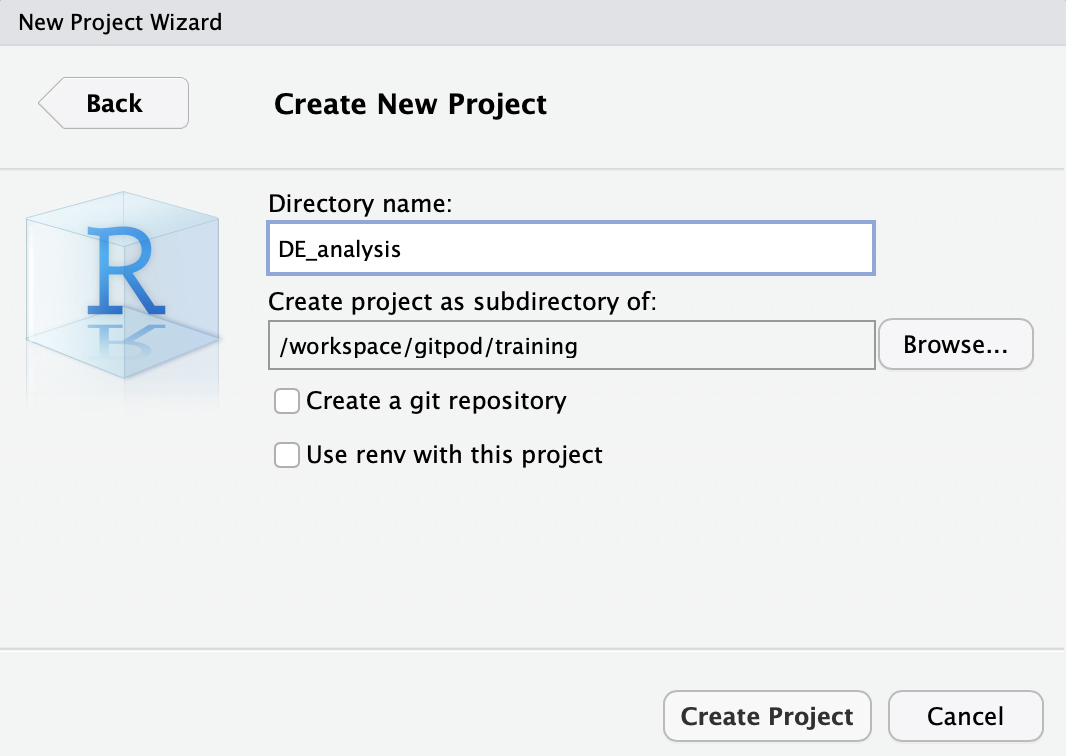 New Project Wizard
Back
Create New Project
R
Directory name:
DE_analysis
Create project as subdirectory of:
/workspace/gitpod/training
Browse...
Create a git repository
Use renv with this project
Create Project
Cancel